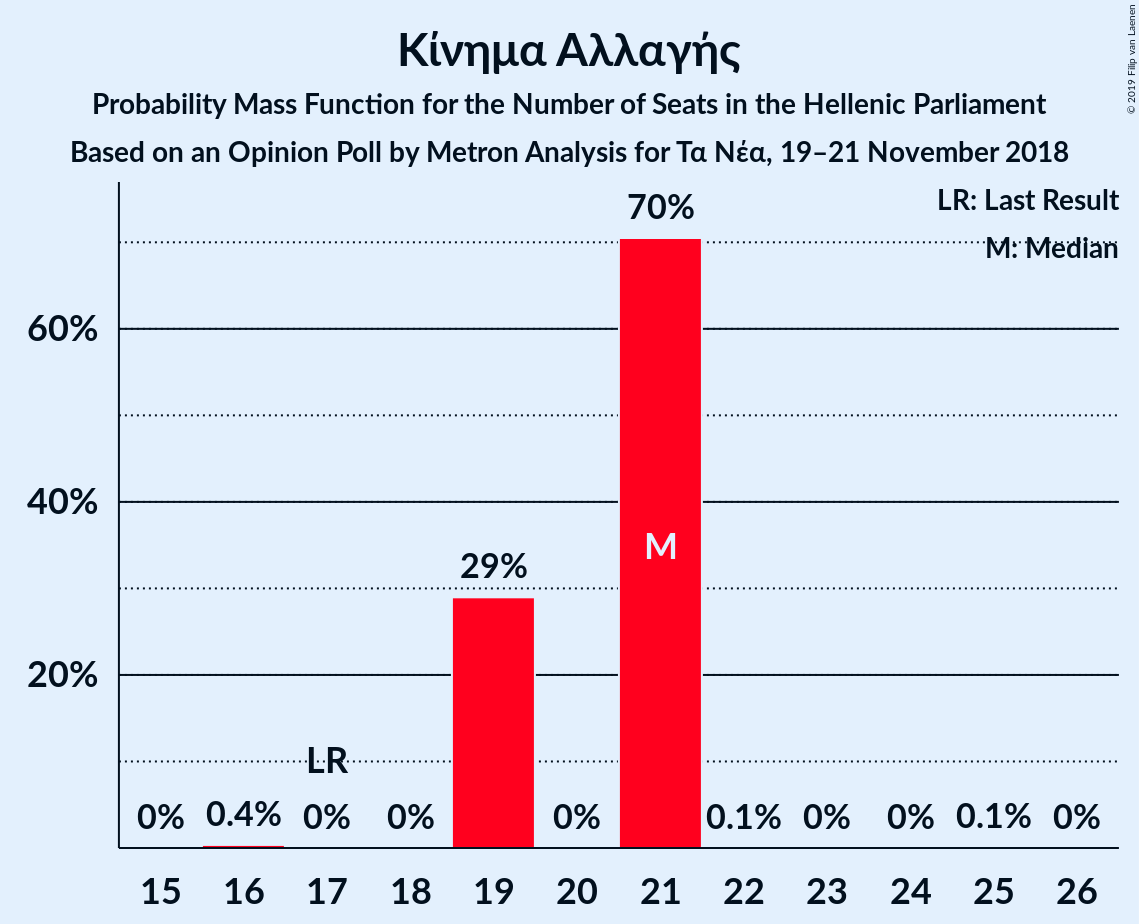 Κίνημα Αλλαγής
Probability Mass Function for the Number of Seats in the Hellenic Parliament
Based on an Opinion Poll by Metron Analysis for Τα Νέα, 19–21 November 2018
© 2019 Filip van Laenen
LR: Last Result
M: Median
70%
60%
40%
M
29%
20%
LR
0% 0.4% 0% 0% 0% 0.1% 0% 0% 0.1% 0%
15 16 17 18 19 20 21 22 23 24 25 26